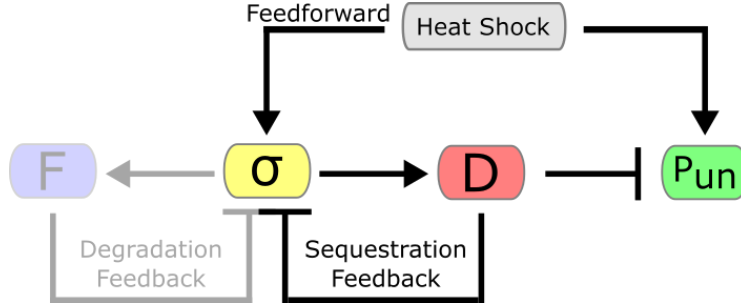 Feedforward
Heat Shock
F
σ
D
Pun
Degradation
Feedback
Sequestration
Feedback